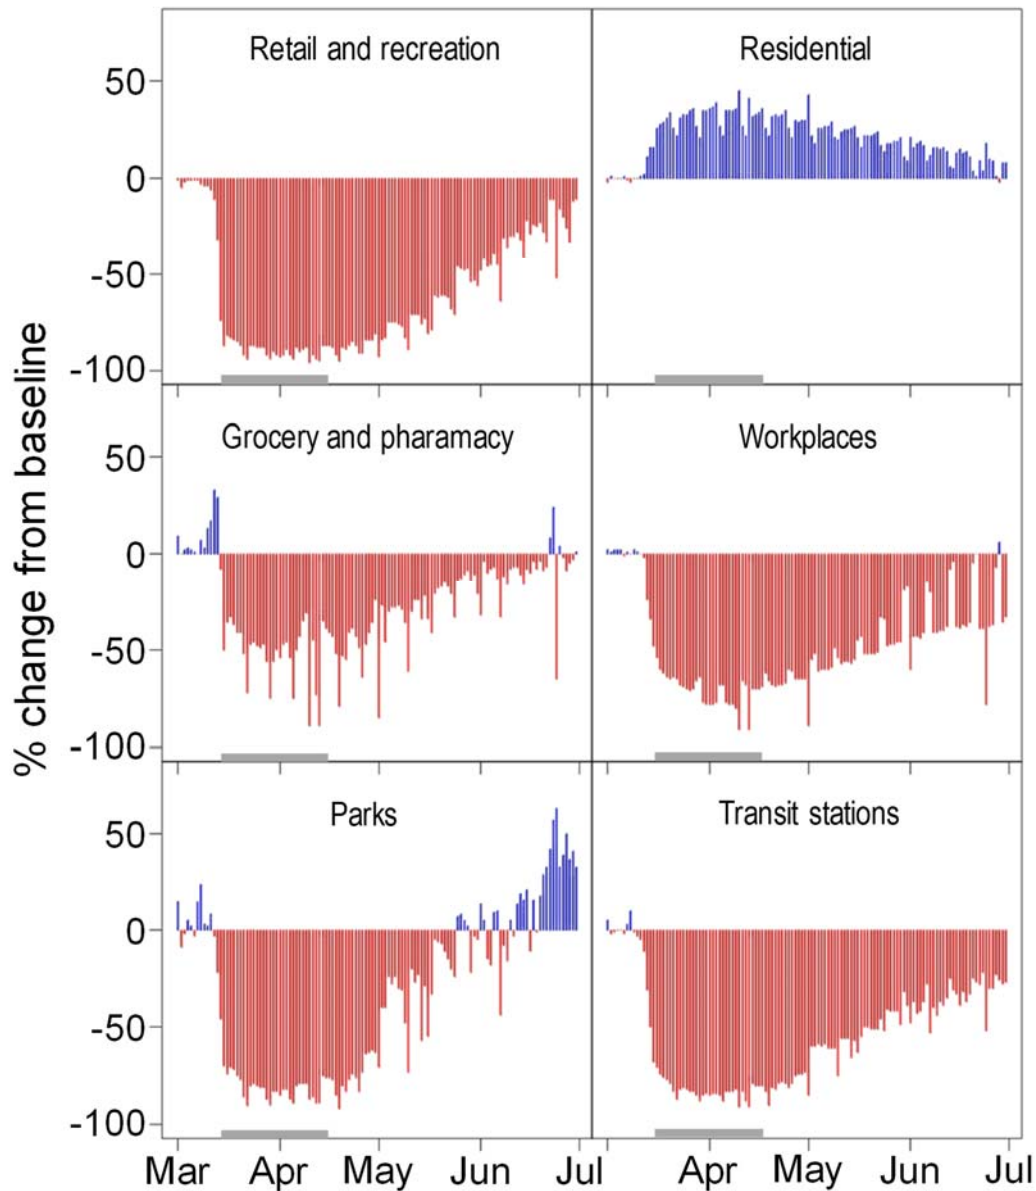 % change from baseline
Retail and recreation
Residential
50
0
-50
-100
Grocery and pharamacy
Workplaces
50
0
-50
-100
Parks
Transit stations
50
0
-50
-100
Mar Apr May Jun Jul Apr May Jun Jul